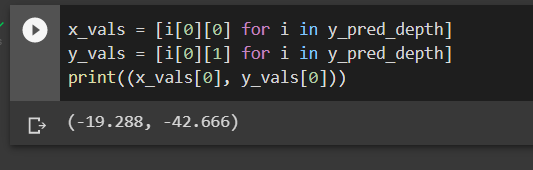 x_vals = [i[0][0] for i in y_pred_depth]
y_vals = [i[0][1] for i in y_pred_depth]
print((x_vals[0], y_vals[0]))
(-19.288, -42.666)